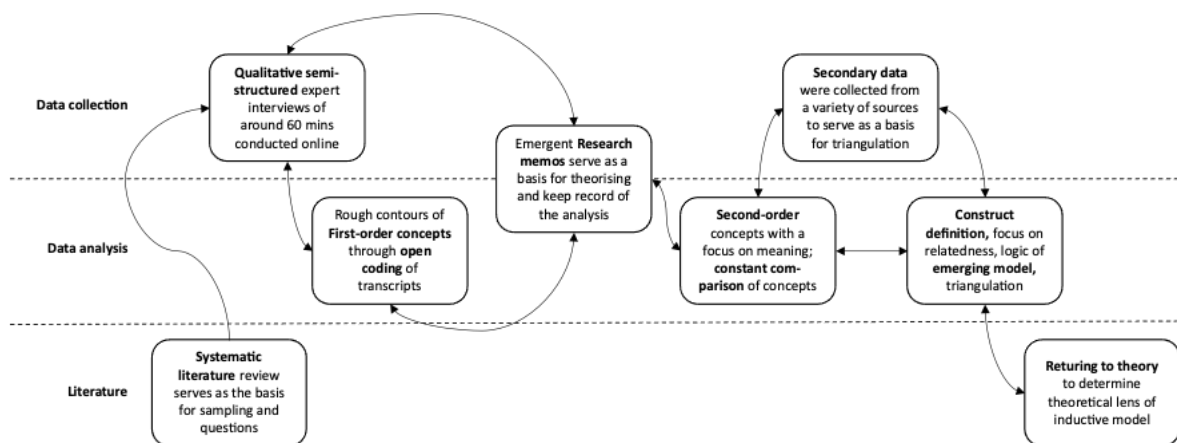 Data collection
Qualitative semi-
structured expert
interviews of
around 60 mins
conducted online
Emergent Research
memos serve as a
basis for theorising
and keep record of
the analysis
Secondary data
were collected from
a variety of sources
to serve as a basis
for triangulation
Data analysis
Rough contours of
First-order concepts
through open
coding of
transcripts
Second-order
concepts with a
focus on meaning;
constant com-
parison of concepts
Construct
definition, focus on
relatedness, logic of
emerging model,
triangulation
Literature
Systematic
literature review
serves as the basis
for sampling and
questions
Returing to theory
to determine
theoretical lens of
inductive model